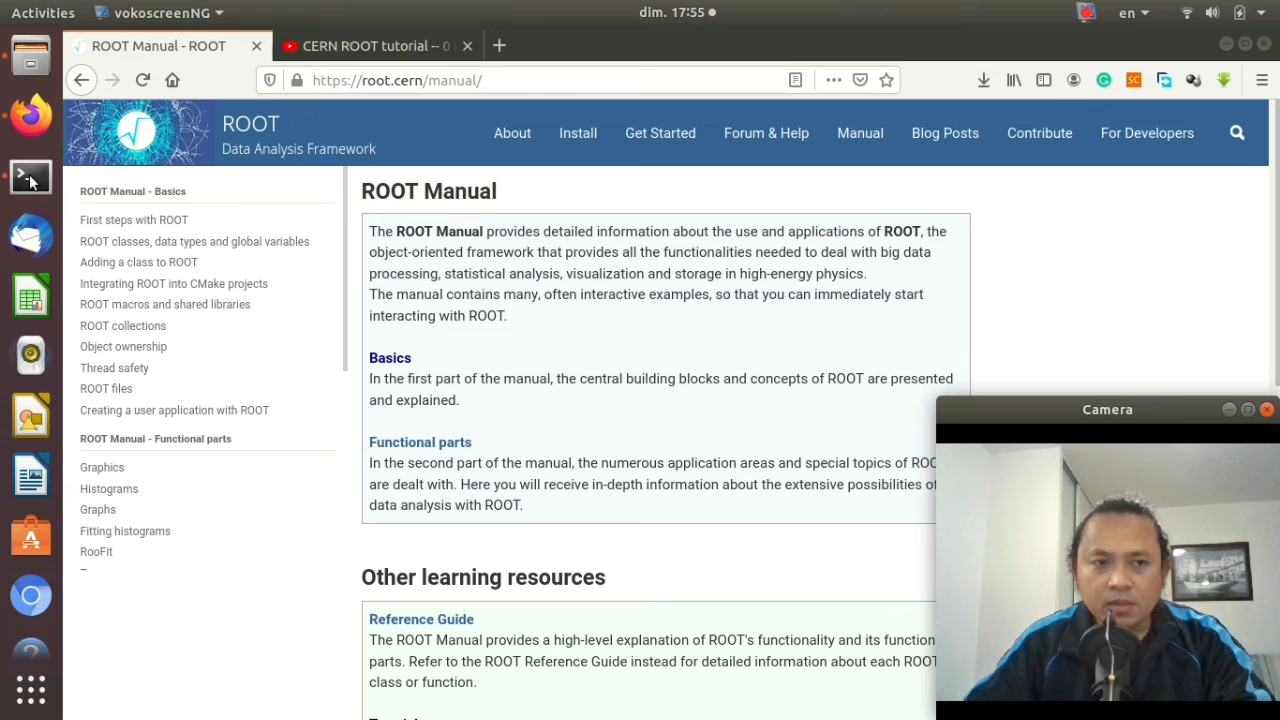 Activities
vokoscreenNG
dim. 17:55
en
ROOT Manual - ROOT
CERN ROOT tutorial -- 0
https://root.cern/manual/
SC
ROOT
Data Analysis Framework
About
Install
Get Started
Forum & Help
Manual
Blog Posts
Contribute
For Developers
ROOT Manual - Basics
First steps with ROOT
ROOT classes, data types and global variables
Adding a class to ROOT
Integrating ROOT into CMake projects
ROOT macros and shared libraries
ROOT collections
Object ownership
Thread safety
ROOT files
Creating a user application with ROOT
ROOT Manual - Functional parts
Graphics
Histograms
Graphs
Fitting histograms
RooFit
ROOT Manual
The ROOT Manual provides detailed information about the use and applications of ROOT, the
object-oriented framework that provides all the functionalities needed to deal with big data
processing, statistical analysis, visualization and storage in high-energy physics.
The manual contains many, often interactive examples, so that you can immediately start
interacting with ROOT.
Basics
In the first part of the manual, the central building blocks and concepts of ROOT are presented
and explained.
Functional parts
In the second part of the manual, the numerous application areas and special topics of ROO
are dealt with. Here you will receive in-depth information about the extensive possibilities of
data analysis with ROOT.
Other learning resources
Reference Guide
The ROOT Manual provides a high-level explanation of ROOT's functionality and its function
parts. Refer to the ROOT Reference Guide instead for detailed information about each ROOT
class or function.
Camera